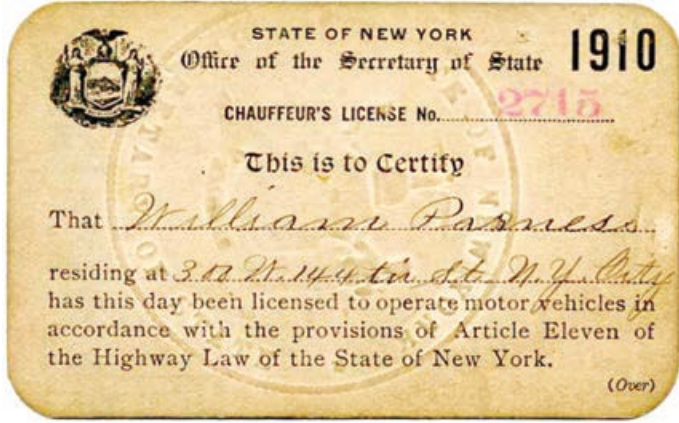 STATE OF NEW YORK
1910
Office of the Secretary of State
CHAUFFEUR'S LICENSE No. 2715
This is to Certify
That William Parness
residing at 300 W. 144th St. N.Y. City
has this day been licensed to operate motor vehicles in
accordance with the provisions of Article Eleven of
the Highway Law of the State of New York.
(Over)